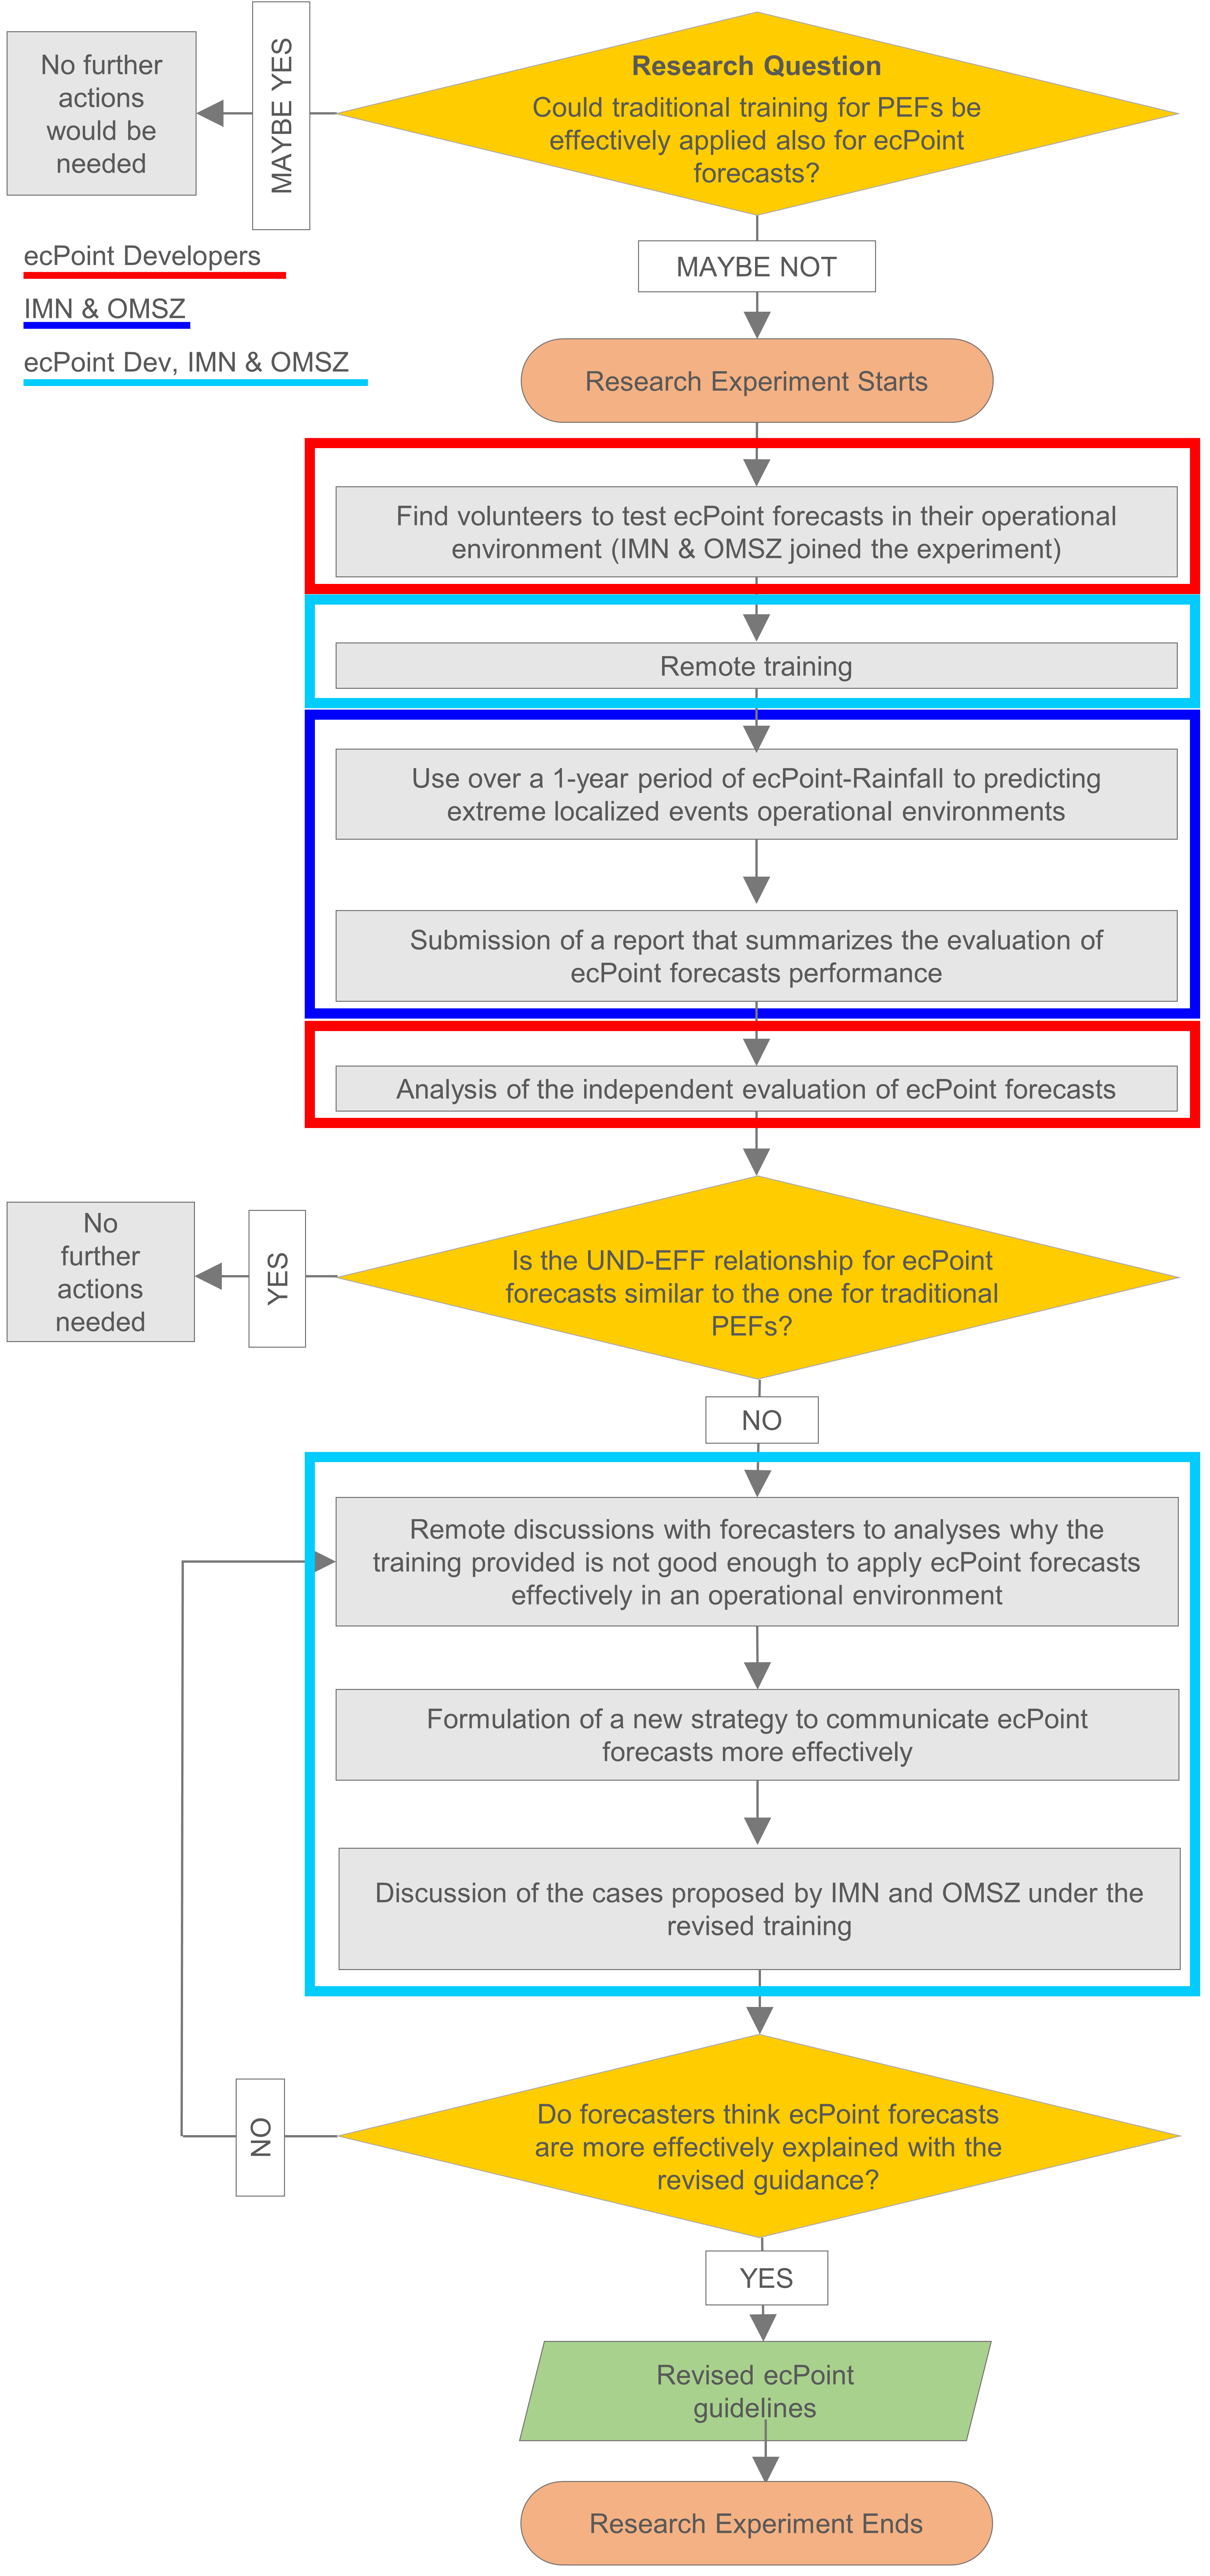 No further
actions
would be
needed
MAYBE YES
Research Question
Could traditional training for PEFs be
effectively applied also for ecPoint
forecasts?
MAYBE NOT
ecPoint Developers
IMN & OMSZ
ecPoint Dev, IMN & OMSZ
Research Experiment Starts
Find volunteers to test ecPoint forecasts in their operational
environment (IMN & OMSZ joined the experiment)
Remote training
Use over a 1-year period of ecPoint-Rainfall to predicting
extreme localized events operational environments
Submission of a report that summarizes the evaluation of
ecPoint forecasts performance
Analysis of the independent evaluation of ecPoint forecasts
No
further
actions
needed
YES
Is the UND-EFF relationship for ecPoint
forecasts similar to the one for traditional
PEFs?
NO
Remote discussions with forecasters to analyses why the
training provided is not good enough to apply ecPoint forecasts
effectively in an operational environment
Formulation of a new strategy to communicate ecPoint
forecasts more effectively
Discussion of the cases proposed by IMN and OMSZ under the
revised training
NO
Do forecasters think ecPoint forecasts
are more effectively explained with the
revised guidance?
YES
Revised ecPoint
guidelines
Research Experiment Ends